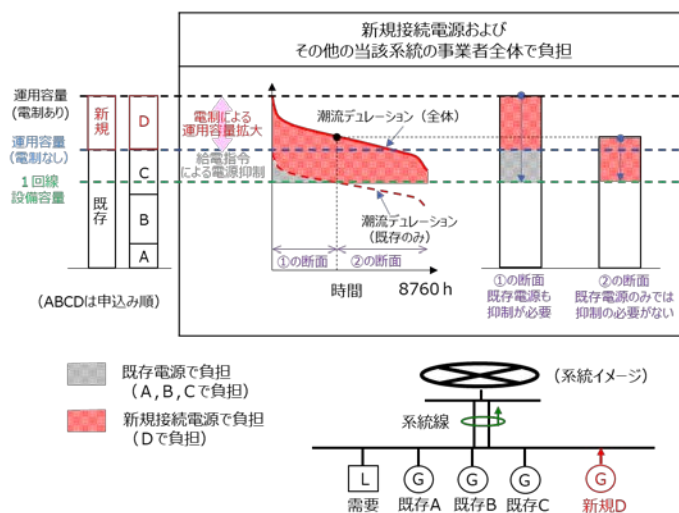 新規接続電源および
その他の当該系統の事業者全体で負担
運用容量
(電制あり)
運用容量
(電制なし)
1回線
設備容量
新規
既存
D
C
B
A
(ABCDは申込み順)
電制による
運用容量拡大
給電指令
による電源抑制
潮流デュレーション(全体)
潮流デュレーション
(既存のみ)
①の断面
②の断面
時間
8760h
①の断面
既存電源も
抑制が必要
②の断面
既存電源のみでは
抑制の必要がない
既存電源で負担
(A,B,Cで負担)
新規接続電源で負担
(Dで負担)
(系統イメージ)
系統線
L
G
G
G
G
需要
既存A
既存B
既存C
新規D